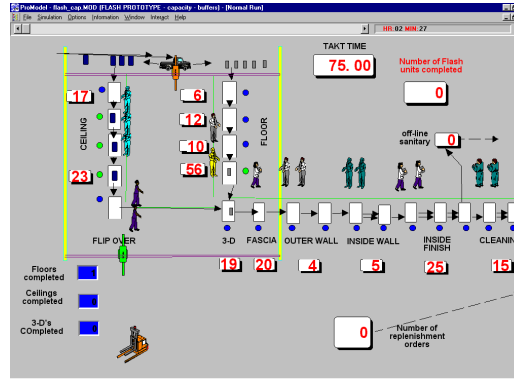 ProModel - flash_cap.MOD [FLASH PROTOTYPE - capacity - buffers] - [Normal Run]
File Simulation Options Information Window Interact Help
HR:02 MIN:27
TAKT TIME
75.00
Number of Flash
units completed
0
17
6
12
10
56
23
CEILING
FLOOR
off-line
sanitary
0
FLIP OVER
3-D
FASCIA
OUTER WALL
INSIDE WALL
INSIDE
FINISH
CLEANIN
19
20
4
5
25
15
Floors
completed
Ceilings
completed
3-D's
COmpleted
0
Number of
replenishment
orders